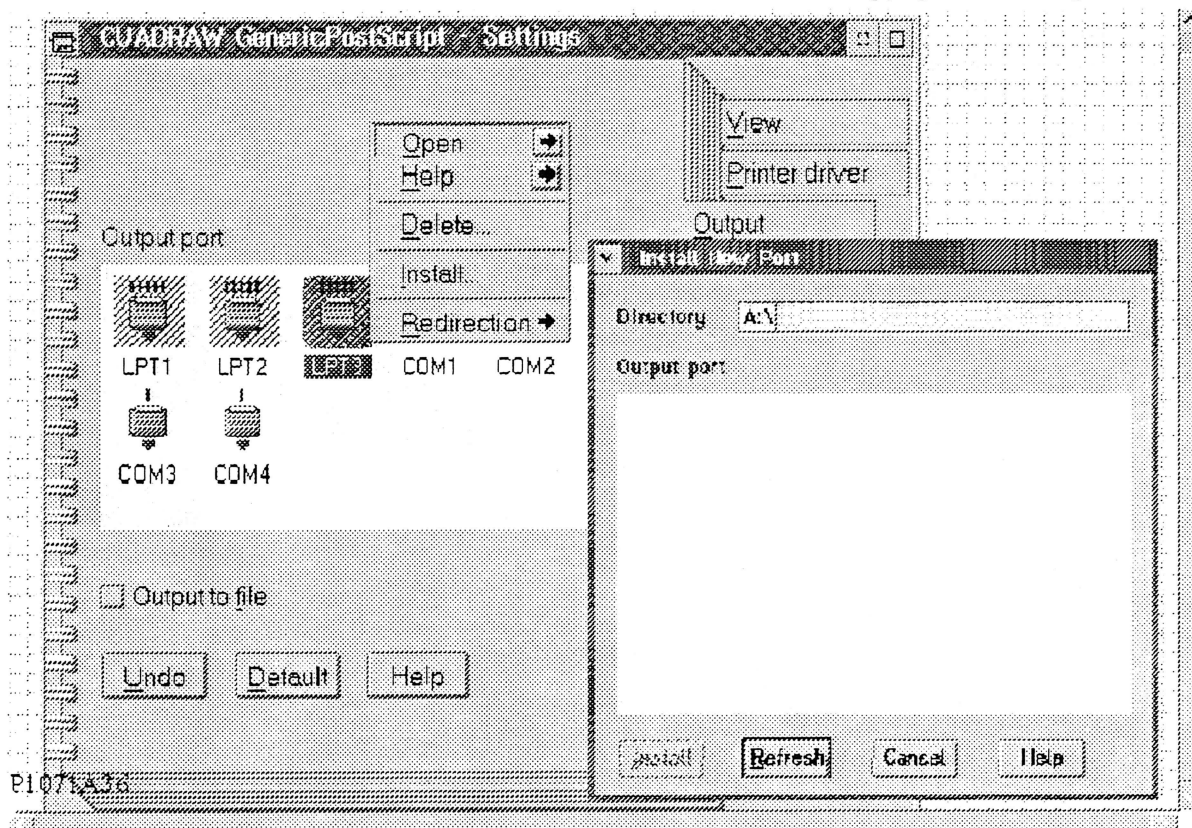 CUADRAW GenericPostScript - Settings
View
Printer driver
Output
Open
Help
Delete...
Install...
Redirection
Output port
LPT1 LPT2 LPT3 COM1 COM2
COM3 COM4
Output to file
Undo Default Help
Install New Port
Directory A:\
Output port
Install Refresh Cancel Help
P1071A36